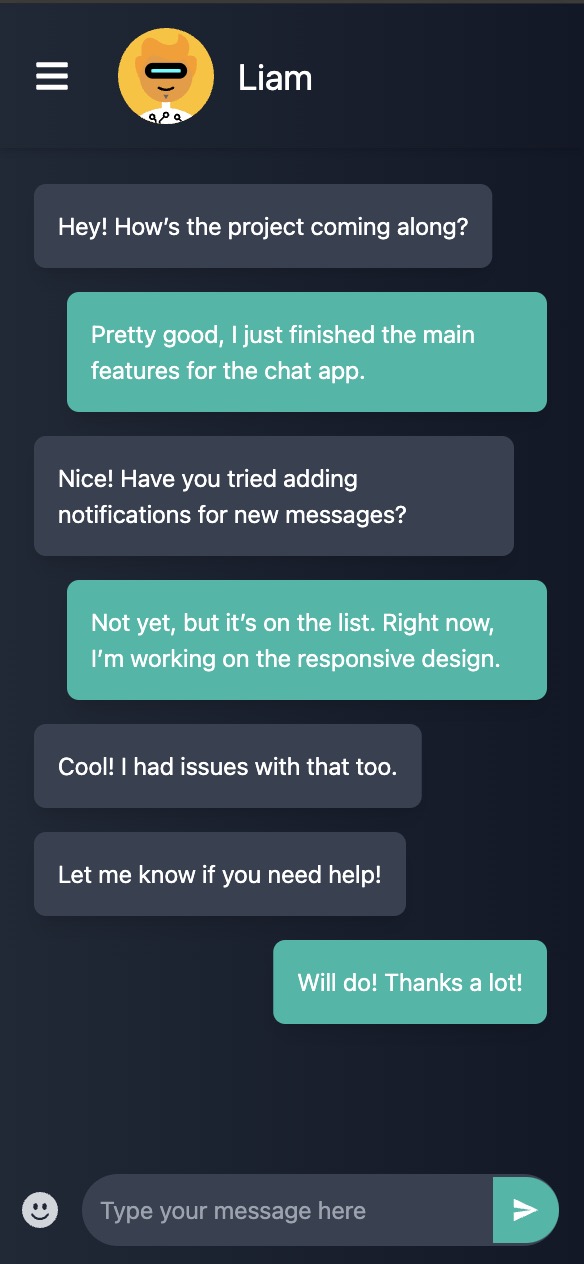 Liam
Hey! How’s the project coming along?
Pretty good, I just finished the main
features for the chat app.
Nice! Have you tried adding
notifications for new messages?
Not yet, but it’s on the list. Right now,
I’m working on the responsive design.
Cool! I had issues with that too.
Let me know if you need help!
Will do! Thanks a lot!
Type your message here